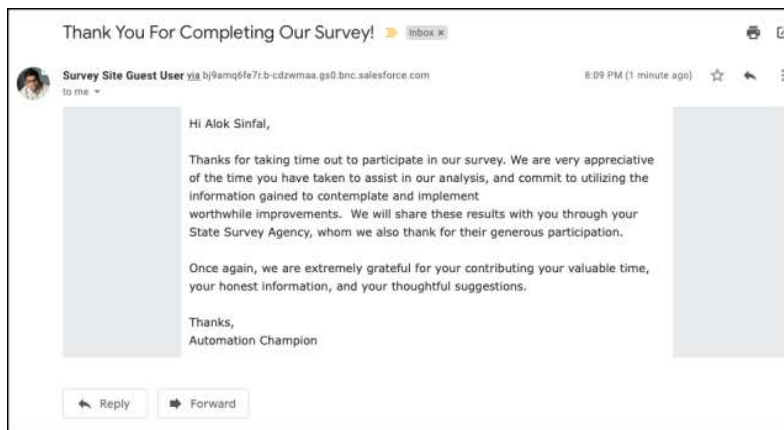 Thank You For Completing Our Survey!
Inbox x
Survey Site Guest User via bj9amq6fe7r.b-cdzwmaa.gs0.bnc.salesforce.com
8:09 PM (1 minute ago)
to me
Hi Alok Sinfal,
Thanks for taking time out to participate in our survey. We are very appreciative
of the time you have taken to assist in our analysis, and commit to utilizing the
information gained to contemplate and implement
worthwhile improvements.  We will share these results with you through your
State Survey Agency, whom we also thank for their generous participation.
Once again, we are extremely grateful for your contributing your valuable time,
your honest information, and your thoughtful suggestions.
Thanks,
Automation Champion
Reply
Forward